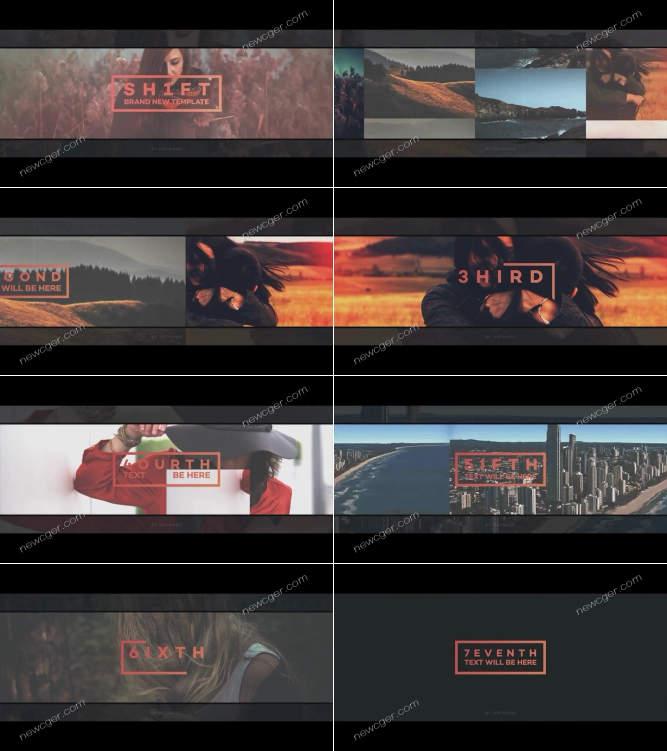 newcger.com
SHIFT
BRAND NEW TEMPLATE
newcger.com
newcger.com
newcger.com
newcger.com
COND
WILL BE HERE
newcger.com
newcger.com
3HIRD
newcger.com
newcger.com
4OURTH
TEXT BE HERE
newcger.com
newcger.com
5IFTH
TEXT WILL BE HERE
newcger.com
newcger.com
6IXTH
newcger.com
newcger.com
7EVENTH
TEXT WILL BE HERE
newcger.com